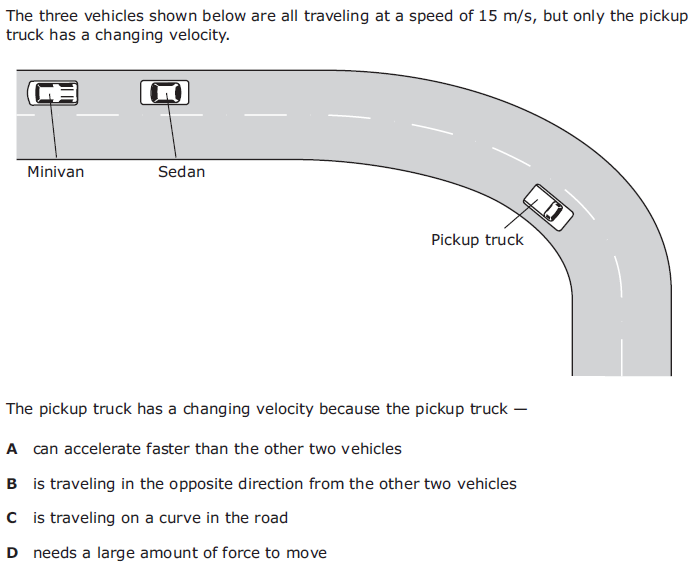 The three vehicles shown below are all traveling at a speed of 15 m/s, but only the pickup
truck has a changing velocity.
Minivan
Sedan
Pickup truck
The pickup truck has a changing velocity because the pickup truck —
A can accelerate faster than the other two vehicles
B is traveling in the opposite direction from the other two vehicles
C is traveling on a curve in the road
D needs a large amount of force to move